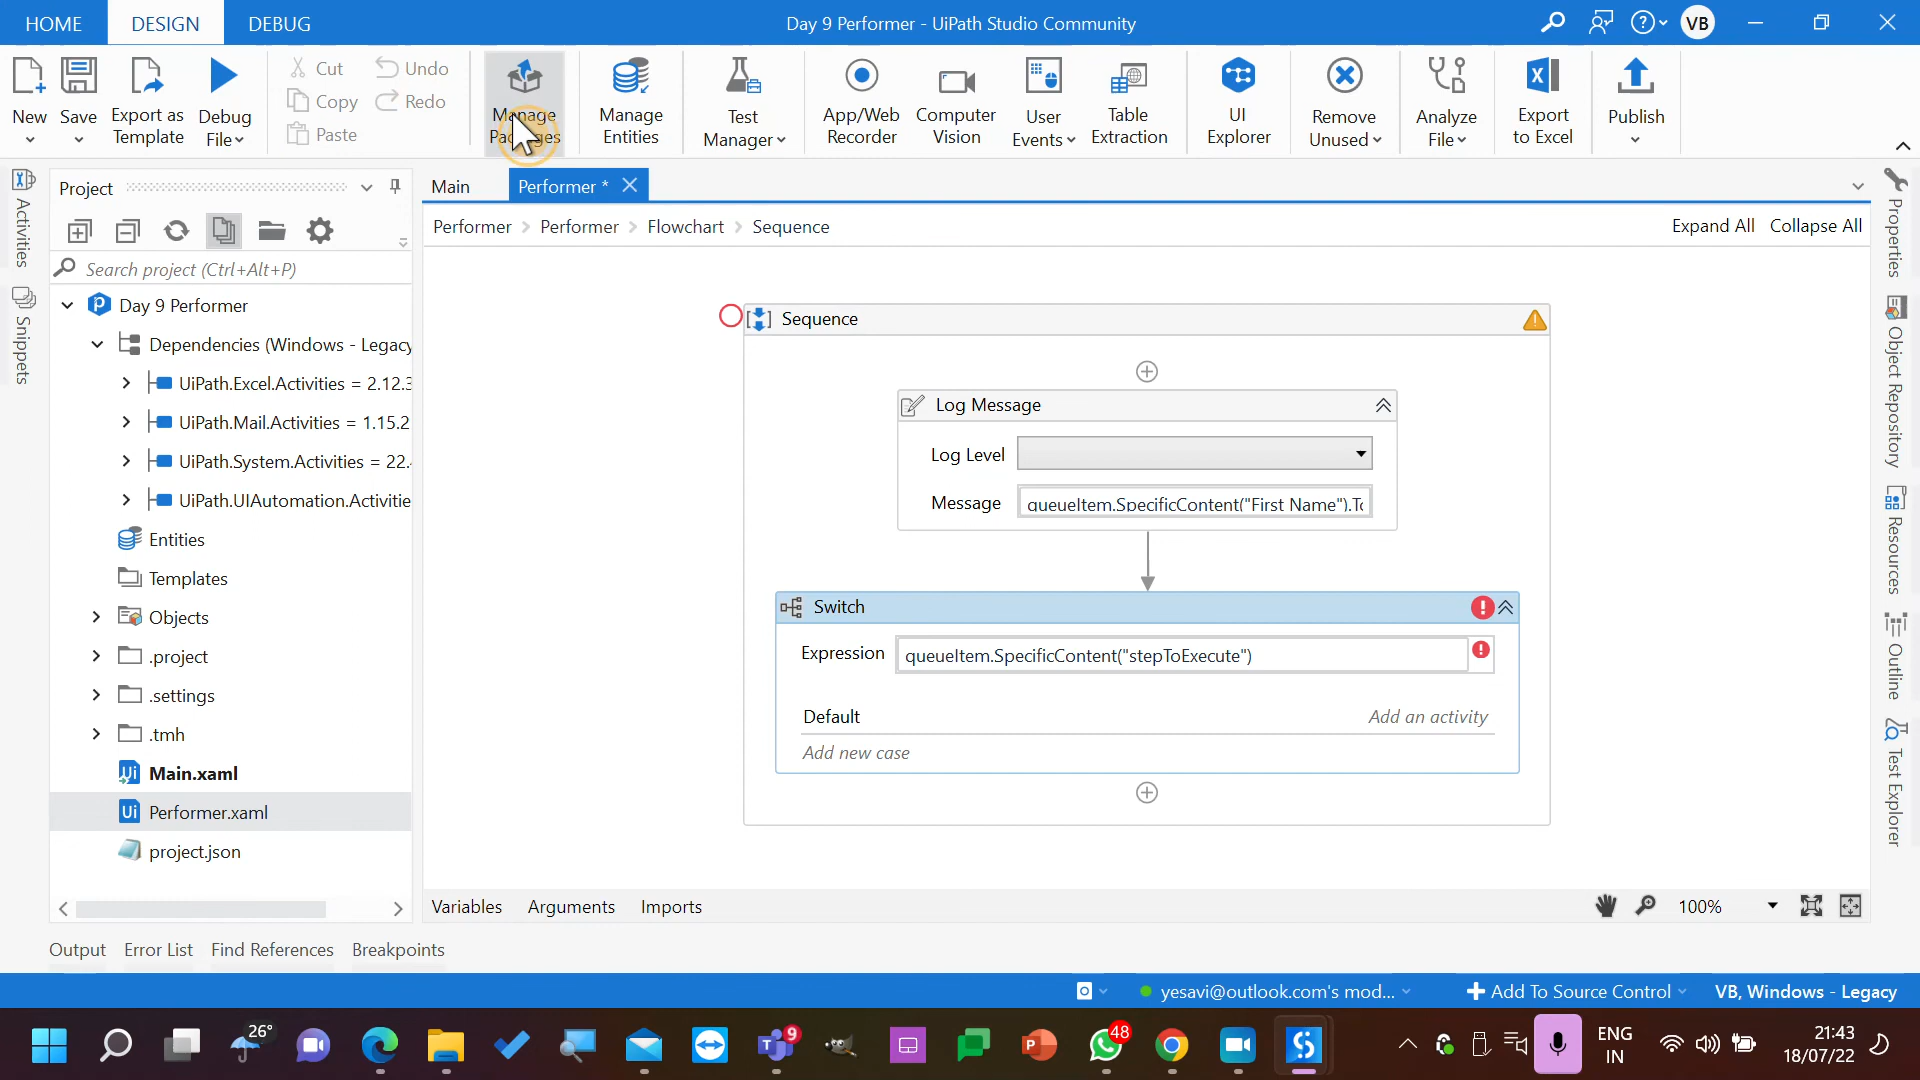 HOME DESIGN DEBUG
Day 9 Performer - UiPath Studio Community
VB
New
Save
Export as
Template
Debug
File
Cut
Copy
Paste
Undo
Redo
Manage
Packages
Manage
Entities
Test
Manager
App/Web
Recorder
Computer
Vision
User
Events
Table
Extraction
UI
Explorer
Remove
Unused
Analyze
File
Export
to Excel
Publish
Activities
Snippets
Project
Search project (Ctrl+Alt+P)
Day 9 Performer
Dependencies (Windows - Legacy
UiPath.Excel.Activities = 2.12.3
UiPath.Mail.Activities = 1.15.2
UiPath.System.Activities = 22.
UiPath.UIAutomation.Activitie
Entities
Templates
Objects
.project
.settings
.tmh
Main.xaml
Performer.xaml
project.json
Main
Performer *
Performer > Performer > Flowchart > Sequence
Expand All Collapse All
Sequence
Log Message
Log Level
Message queueItem.SpecificContent("First Name").To
Switch
Expression queueItem.SpecificContent("stepToExecute")
Default Add an activity
Add new case
Variables Arguments Imports
100%
Properties
Object Repository
Resources
Outline
Test Explorer
Output Error List Find References Breakpoints
yesavi@outlook.com's mod...
Add To Source Control
VB, Windows - Legacy
26°
9
48
ENG
IN
21:43
18/07/22